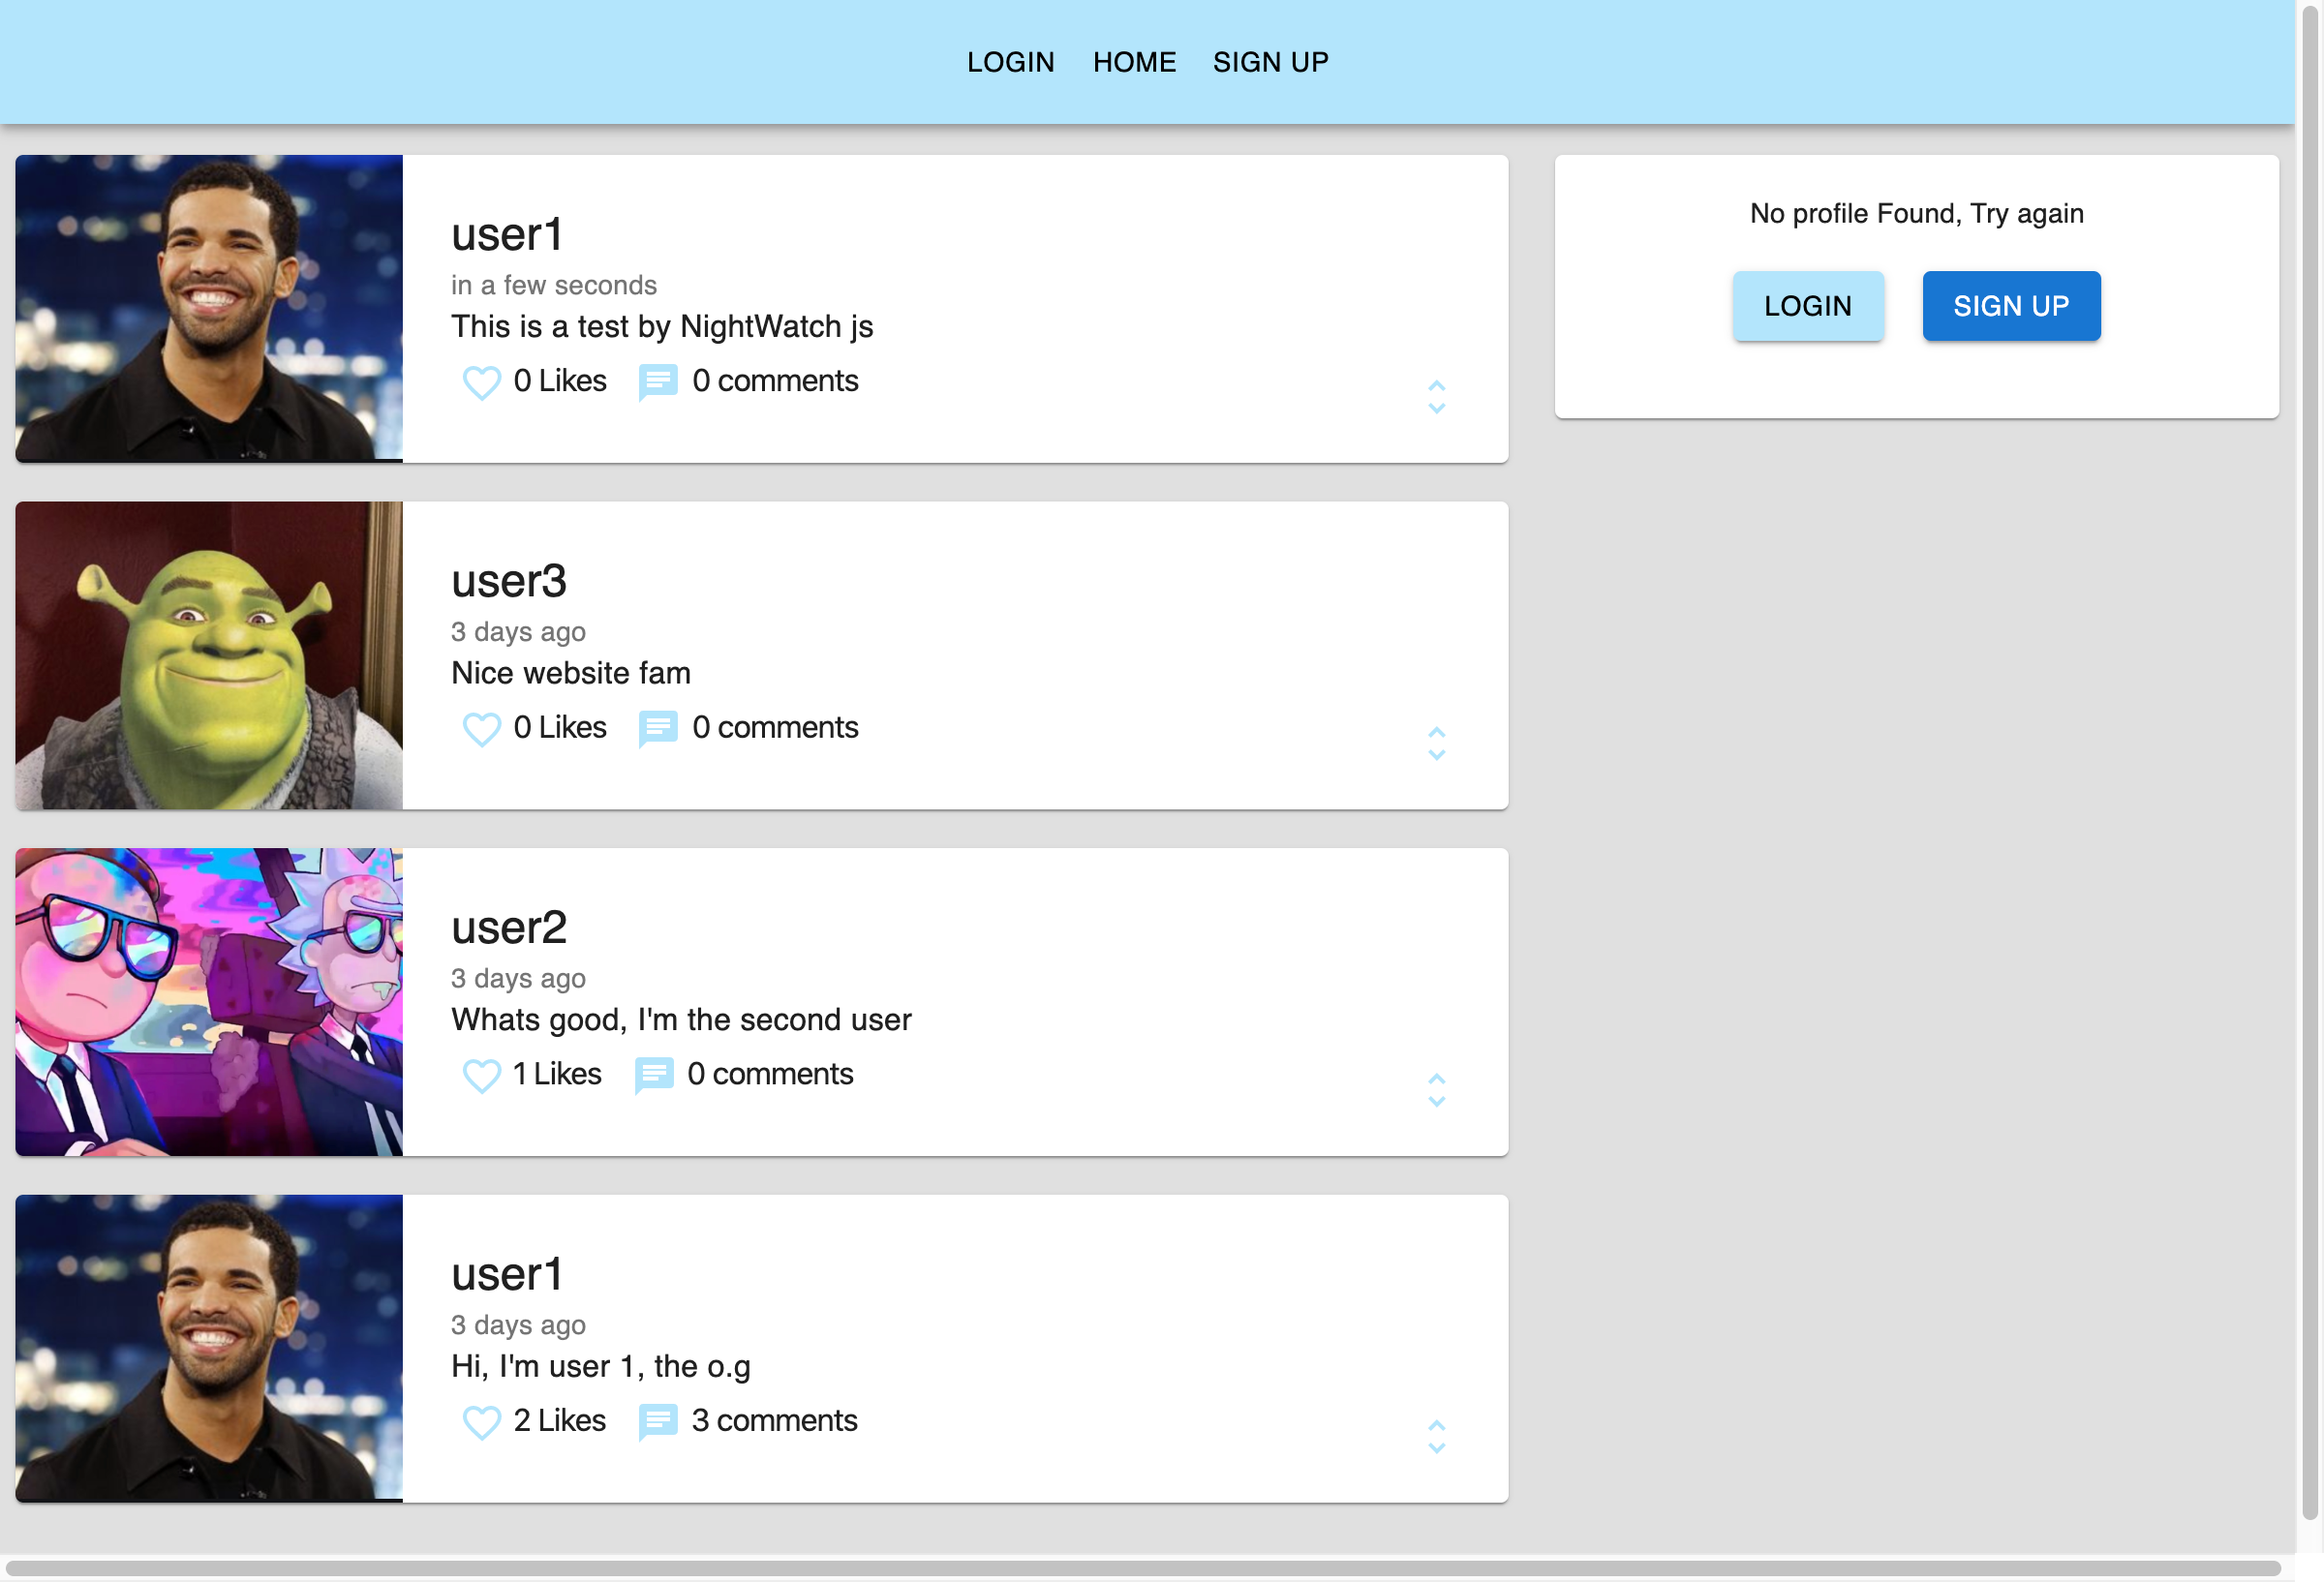 LOGIN HOME SIGN UP
user1
in a few seconds
This is a test by NightWatch js
0 Likes 0 comments
user3
3 days ago
Nice website fam
0 Likes 0 comments
user2
3 days ago
Whats good, I'm the second user
1 Likes 0 comments
user1
3 days ago
Hi, I'm user 1, the o.g
2 Likes 3 comments
No profile Found, Try again
LOGIN SIGN UP